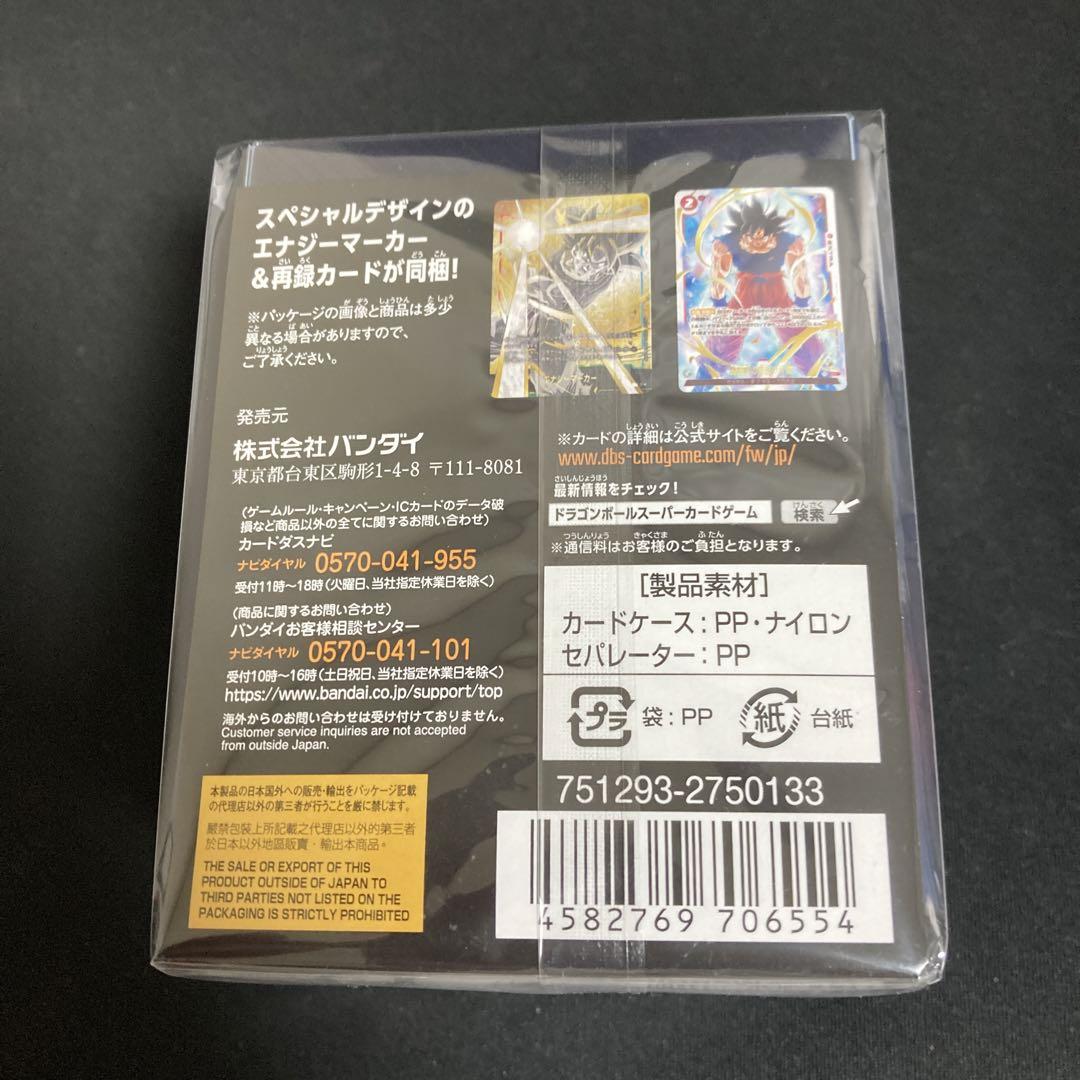 スペシャルデザインの
エナジーマーカー
&再録カードが同梱!
※パッケージの画像と商品は多少
異なる場合がありますので、
ご了承ください。
発売元
株式会社バンダイ
東京都台東区駒形1-4-8 〒111-8081
(ゲームルール・キャンペーン・ICカードのデータ破
損など商品以外の全てに関するお問い合わせ)
カードダスナビ
ナビダイヤル 0570-041-955
受付11時~18時(火曜日、当社指定休業日を除く)
(商品に関するお問い合わせ)
バンダイお客様相談センター
ナビダイヤル 0570-041-101
受付10時~16時(土日祝日、当社指定休業日を除く)
https://www.bandai.co.jp/support/top
海外からのお問い合わせは受け付けておりません。
Customer service inquiries are not accepted
from outside Japan.
本製品の日本国外への販売・輸出をパッケージ記載
の代理店以外の第三者が行うことを厳に禁じます。
嚴禁包裝上所記載之代理店以外的第三者
於日本以外地區販賣・輸出本商品。
THE SALE OR EXPORT OF THIS
PRODUCT OUTSIDE OF JAPAN TO
THIRD PARTIES NOT LISTED ON THE
PACKAGING IS STRICTLY PROHIBITED
エナジーマーカー
2
※カードの詳細は公式サイトをご覧ください。
www.dbs-cardgame.com/fw/jp/
最新情報をチェック!
ドラゴンボールスーパーカードゲーム 検索
※通信料はお客様のご負担となります。
[製品素材]
カードケース:PP・ナイロン
セパレーター:PP
プラ 袋:PP 紙 台紙
751293-2750133
4582769 706554